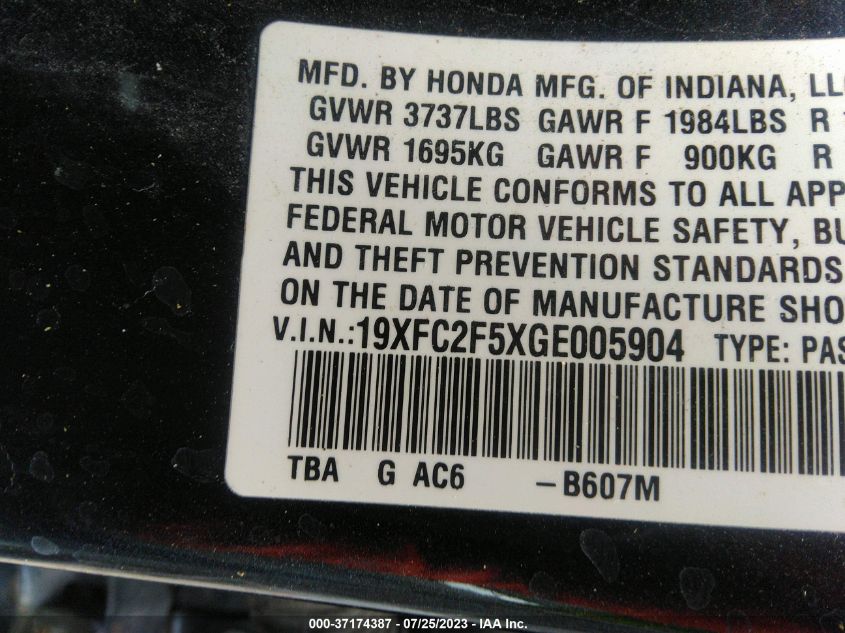 MFD. BY HONDA MFG. OF INDIANA, LLC
GVWR 3737LBS GAWR F 1984LBS R
GVWR 1695KG GAWR F 900KG R
THIS VEHICLE CONFORMS TO ALL APP
FEDERAL MOTOR VEHICLE SAFETY, BU
AND THEFT PREVENTION STANDARDS
ON THE DATE OF MANUFACTURE SHO
V.I.N.:19XFC2F5XGE005904 TYPE: PAS
TBA G AC6 -B607M
000-37174387 - 07/25/2023 - IAA Inc.